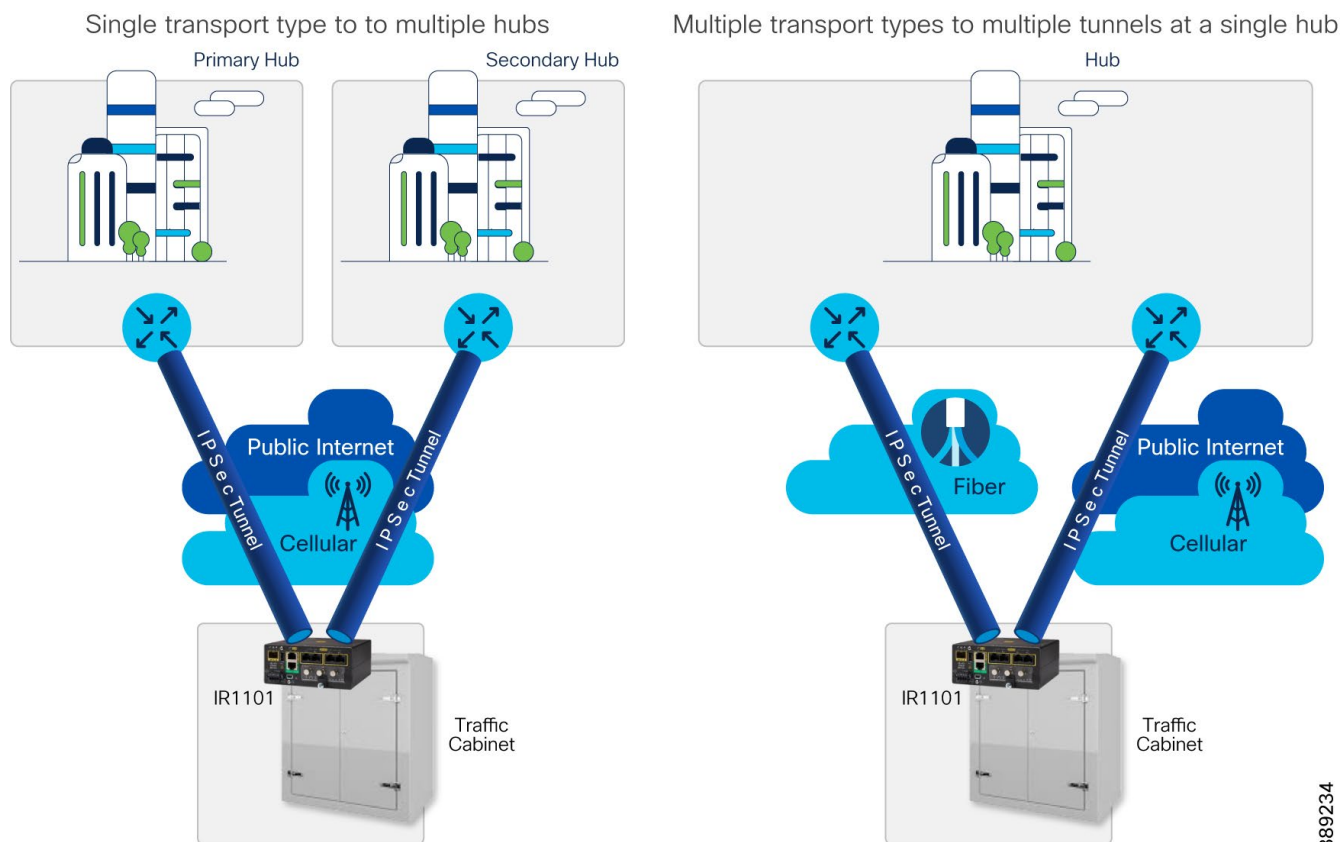 Single transport type to to multiple hubs
Primary Hub
Secondary Hub
Public Internet
Cellular
IPSec Tunnel
IPSec Tunnel
IR1101
Traffic
Cabinet
Multiple transport types to multiple tunnels at a single hub
Hub
Fiber
Public Internet
Cellular
IPSec Tunnel
IPSec Tunnel
IR1101
Traffic
Cabinet